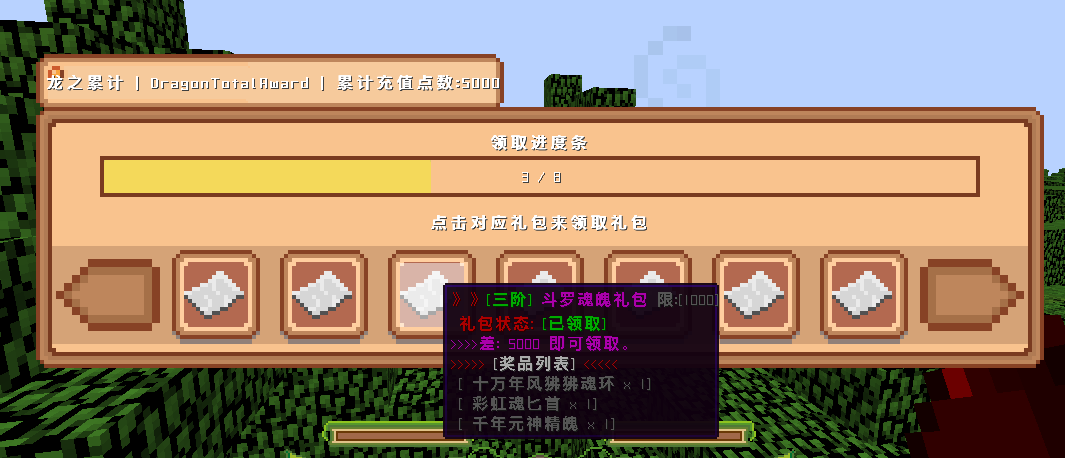 龙之累计 | DragonTotalAward | 累计充值点数:5000
领取进度条
3 / 8
点击对应礼包来领取礼包
》》[三阶] 斗罗魂魄礼包 限:[1000]
礼包状态: [已领取]
>>>>差: 5000 即可领取。
>>>>> [奖品列表] <<<<<
[ 十万年风狒狒魂环 x 1]
[ 彩虹魂匕首 x 1]
[ 千年元神精魄 x 1]